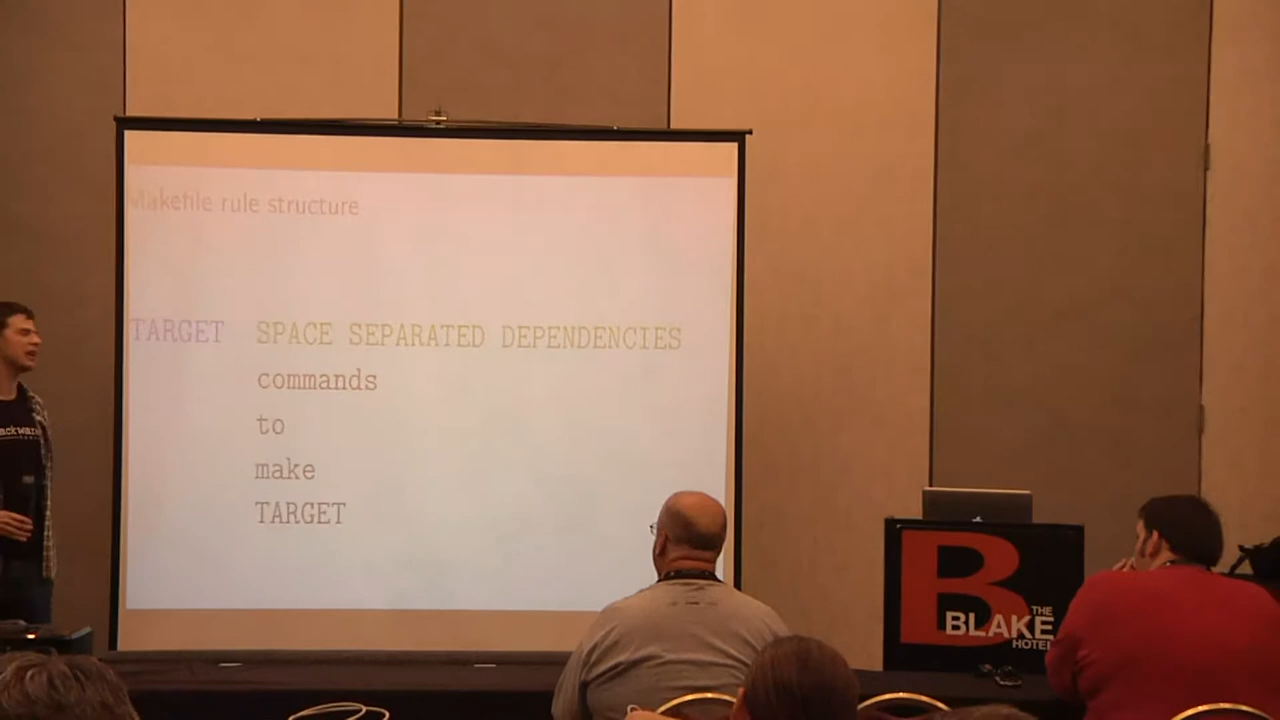 Makefile rule structure
TARGET SPACE SEPARATED DEPENDENCIES
commands
to
make
TARGET
B
THE
BLAKE
HOTEL